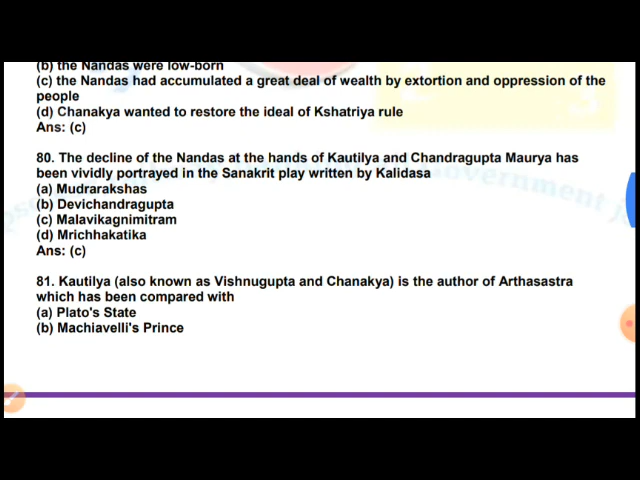 (b) the Nandas were low-born
(c) the Nandas had accumulated a great deal of wealth by extortion and oppression of the
people
(d) Chanakya wanted to restore the ideal of Kshatriya rule
Ans: (c)
80. The decline of the Nandas at the hands of Kautilya and Chandragupta Maurya has
been vividly portrayed in the Sanakrit play written by Kalidasa
(a) Mudrarakshas
(b) Devichandragupta
(c) Malavikagnimitram
(d) Mrichhakatika
Ans: (c)
81. Kautilya (also known as Vishnugupta and Chanakya) is the author of Arthasastra
which has been compared with
(a) Plato's State
(b) Machiavelli's Prince